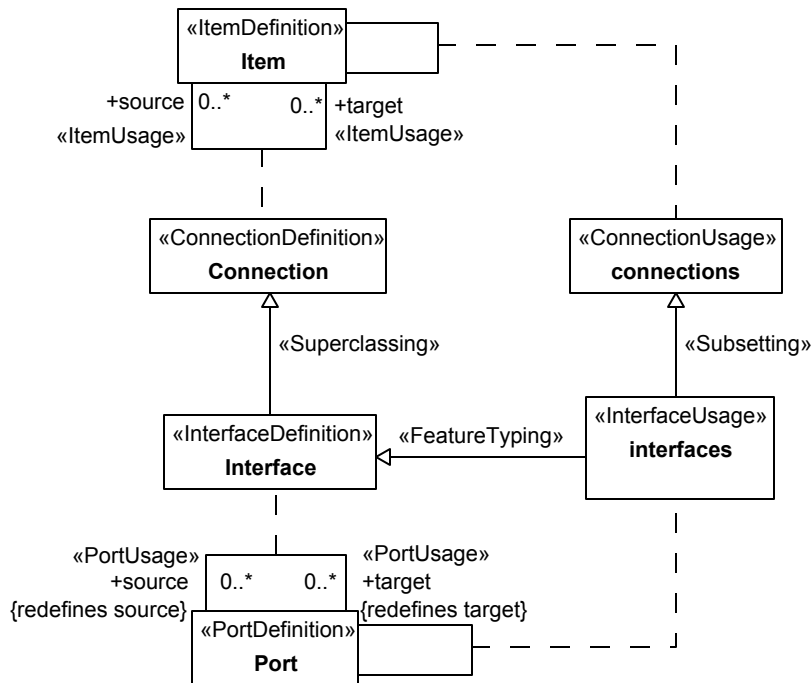 «ItemDefinition»
Item
+source 0..* 0..* +target
«ItemUsage» «ItemUsage»
«ConnectionDefinition»
Connection
«ConnectionUsage»
connections
«Superclassing»
«Subsetting»
«InterfaceDefinition»
Interface
«FeatureTyping»
«InterfaceUsage»
interfaces
«PortUsage» «PortUsage»
+source 0..* 0..* +target
{redefines source} {redefines target}
«PortDefinition»
Port